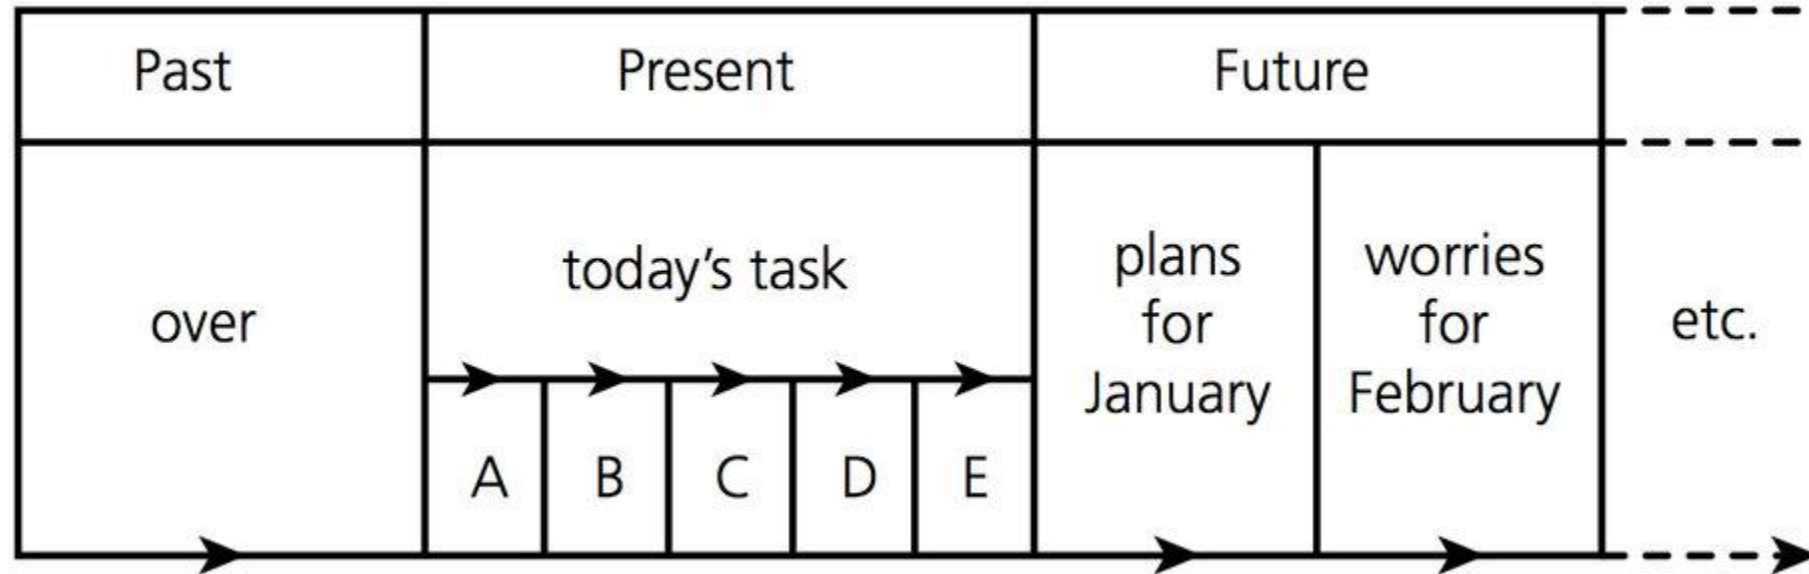 Past
Present
Future
over
today's task
A
B
C
D
E
plans
for
January
worries
for
February
etc.